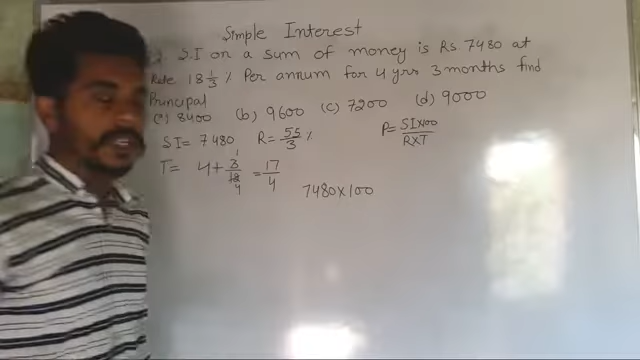 Simple Interest
Q. S.I on a sum of money is Rs. 7480 at
Rate 18 1/3 % Per annum for 4 yrs 3 months find
Principal
(a) 8400 (b) 9600 (c) 7200 (d) 9000
SI = 7480 R = 55/3 % P = SI×100/R×T
T = 4 + 3/12 = 17/4
7480×100